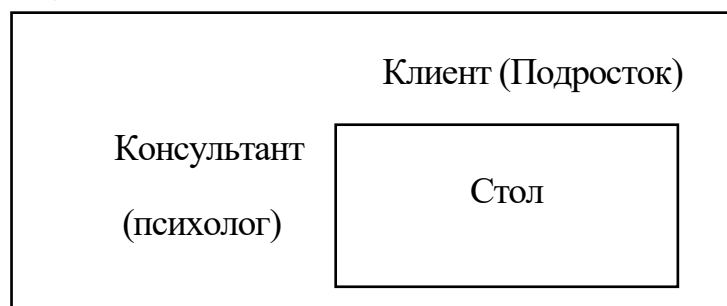 Клиент (Подросток)
Консультант
(психолог)
Стол